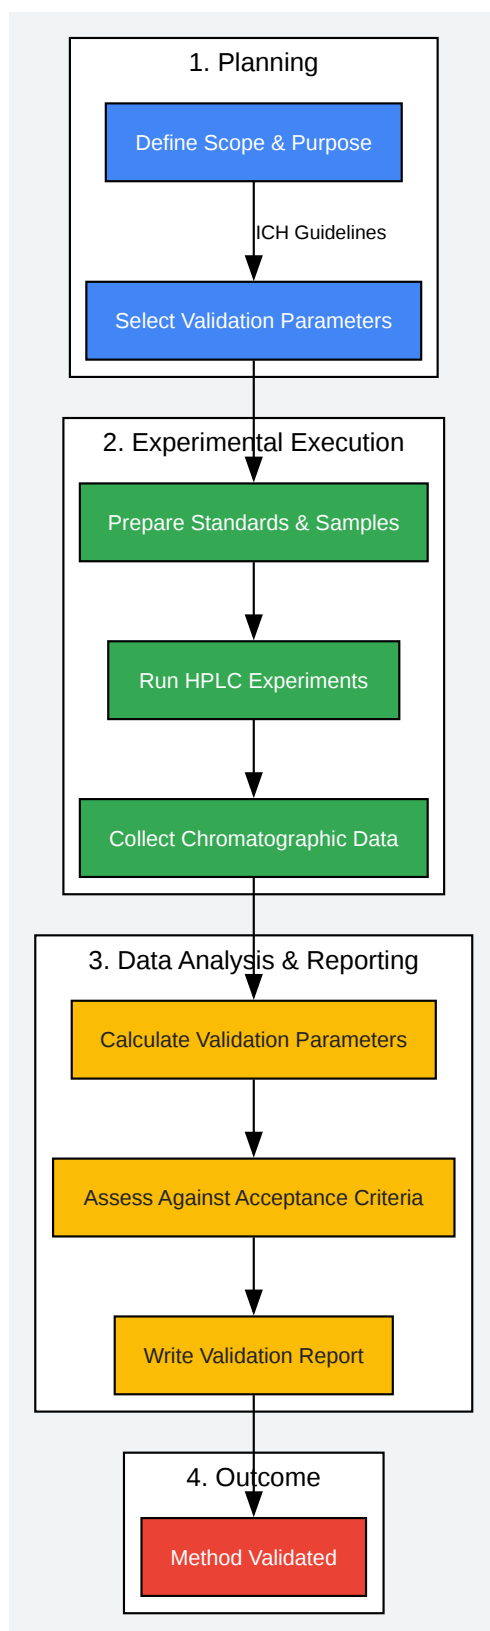 1. Planning
Define Scope & Purpose
ICH Guidelines
Select Validation Parameters
2. Experimental Execution
Prepare Standards & Samples
Run HPLC Experiments
Collect Chromatographic Data
3. Data Analysis & Reporting
Calculate Validation Parameters
Assess Against Acceptance Criteria
Write Validation Report
4. Outcome
Method Validated